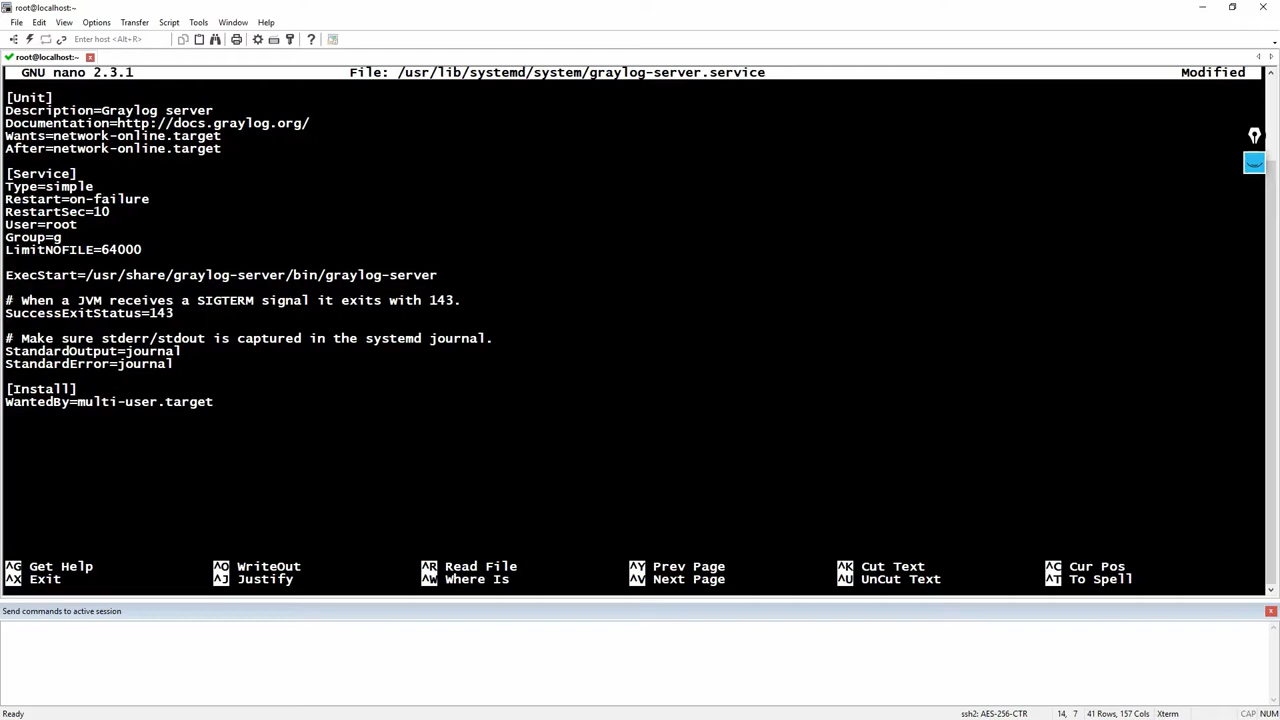 root@localhost:~
File Edit View Options Transfer Script Tools Window Help
Enter host <Alt+R>
root@localhost:~
GNU nano 2.3.1 File: /usr/lib/systemd/system/graylog-server.service Modified
[Unit]
Description=Graylog server
Documentation=http://docs.graylog.org/
Wants=network-online.target
After=network-online.target
[Service]
Type=simple
Restart=on-failure
RestartSec=10
User=root
Group=g
LimitNOFILE=64000
ExecStart=/usr/share/graylog-server/bin/graylog-server
# When a JVM receives a SIGTERM signal it exits with 143.
SuccessExitStatus=143
# Make sure stderr/stdout is captured in the systemd journal.
StandardOutput=journal
StandardError=journal
[Install]
WantedBy=multi-user.target
^G Get Help ^O WriteOut ^R Read File ^Y Prev Page ^K Cut Text ^C Cur Pos
^X Exit ^J Justify ^W Where Is ^V Next Page ^U UnCut Text ^T To Spell
Send commands to active session
Ready ssh2: AES-256-CTR 14, 7 41 Rows, 157 Cols Xterm CAP NUM